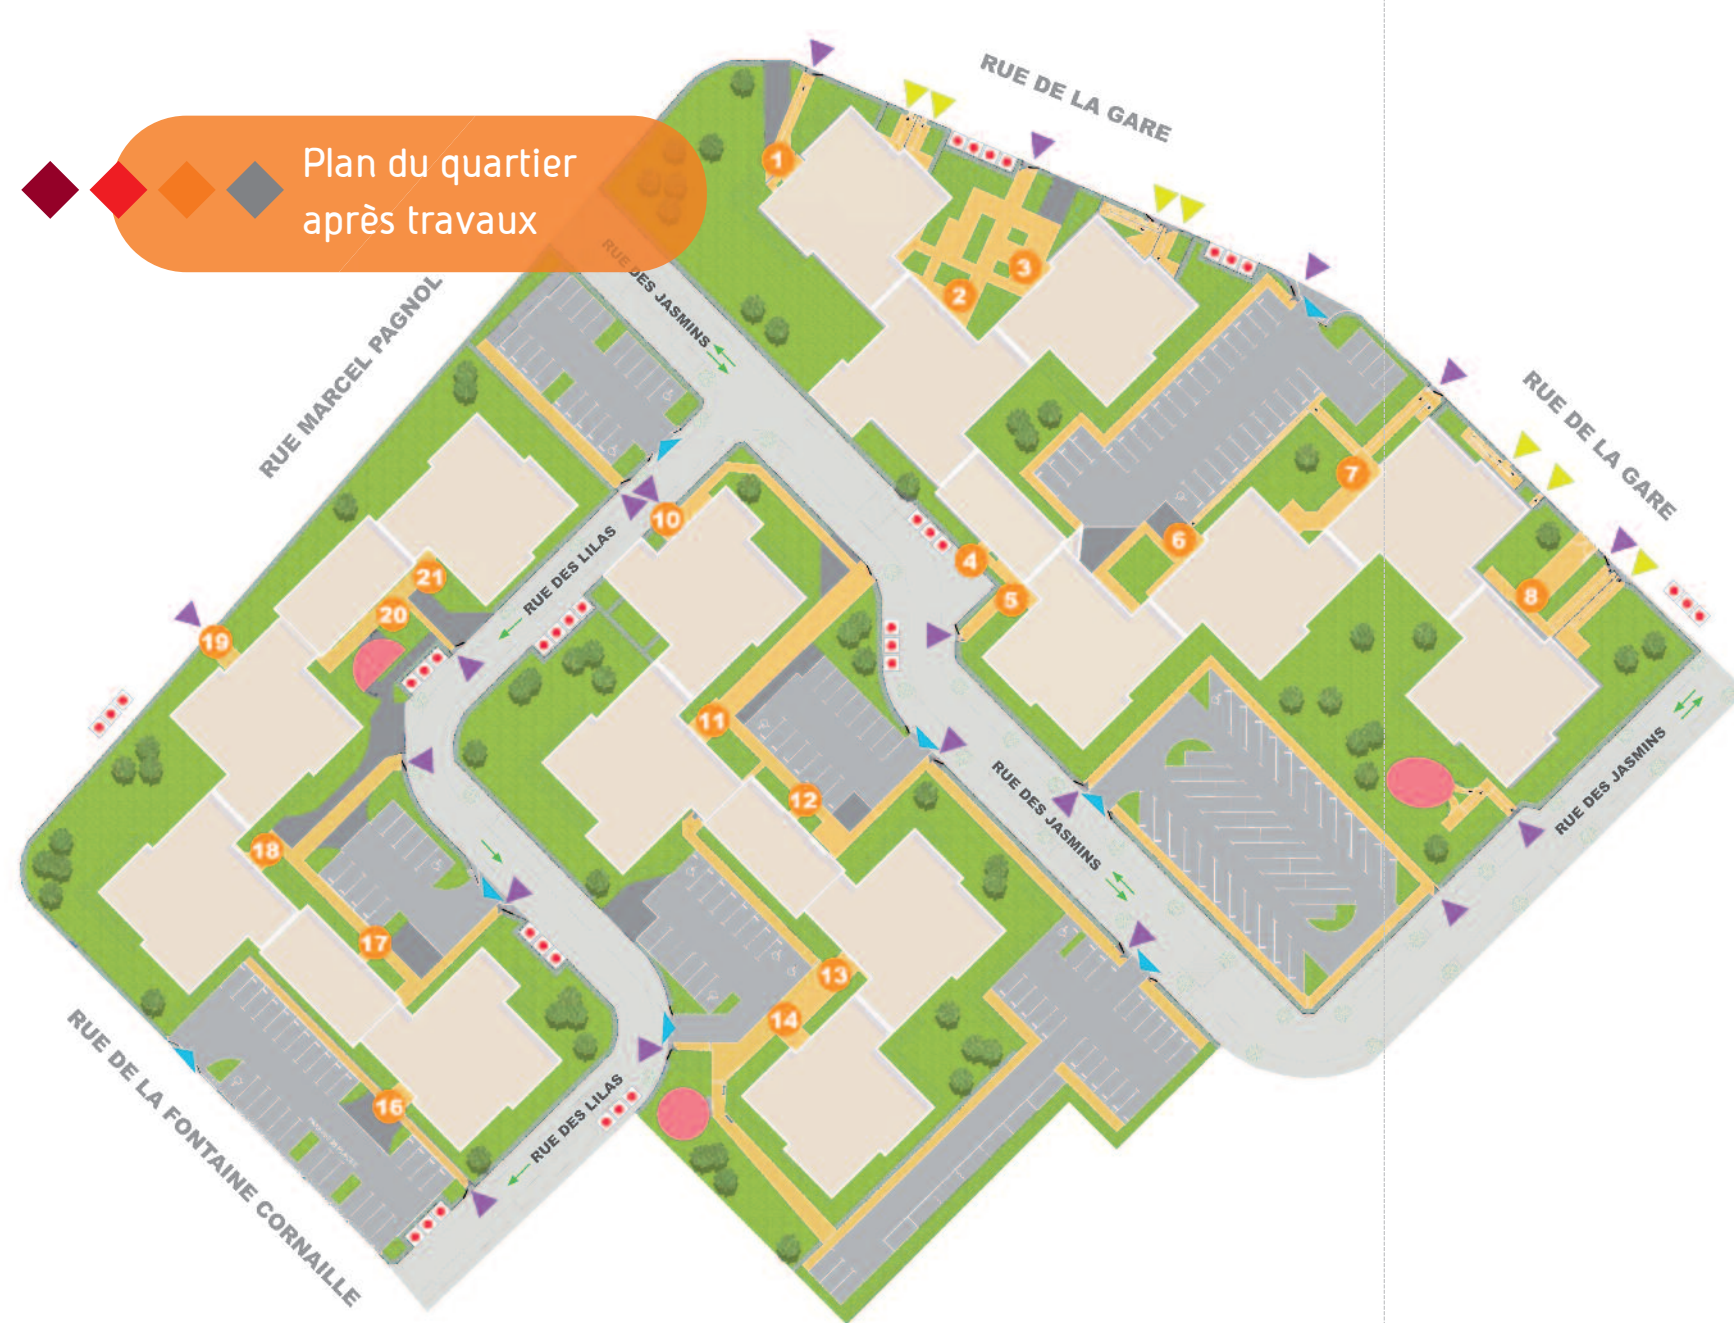 Plan du quartier
après travaux
RUE DE LA GARE
RUE DE LA GARE
RUE MARCEL PAGNOL
RUE DES JASMINS
RUE DES LILAS
RUE DES JASMINS
RUE DES JASMINS
RUE DES LILAS
RUE DE LA FONTAINE CORNAILLE
1
2
3
4
5
6
7
8
10
11
12
13
14
16
17
18
19
20
21